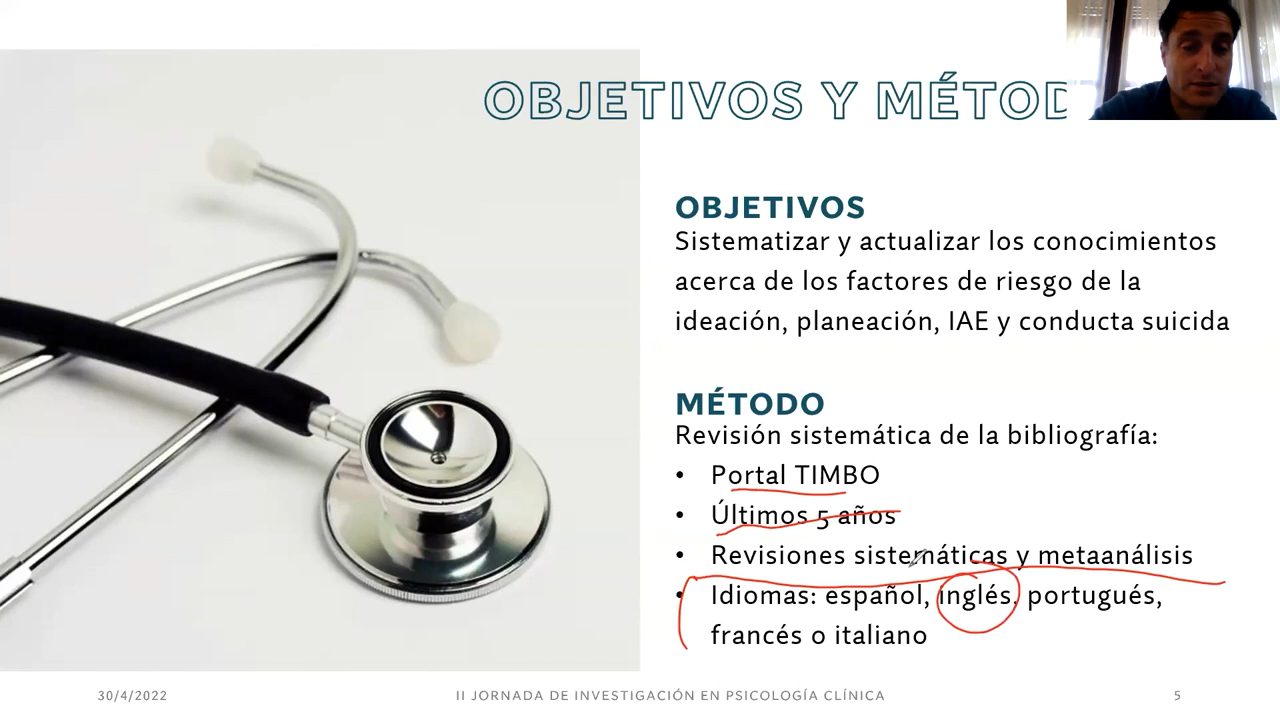 OBJETIVOS Y MÉTOD
OBJETIVOS
Sistematizar y actualizar los conocimientos
acerca de los factores de riesgo de la
ideación, planeación, IAE y conducta suicida
MÉTODO
Revisión sistemática de la bibliografía:
• Portal TIMBO
• Últimos 5 años
• Revisiones sistemáticas y metaanálisis
• Idiomas: español, inglés, portugués,
francés o italiano
30/4/2022 II JORNADA DE INVESTIGACIÓN EN PSICOLOGÍA CLÍNICA 5